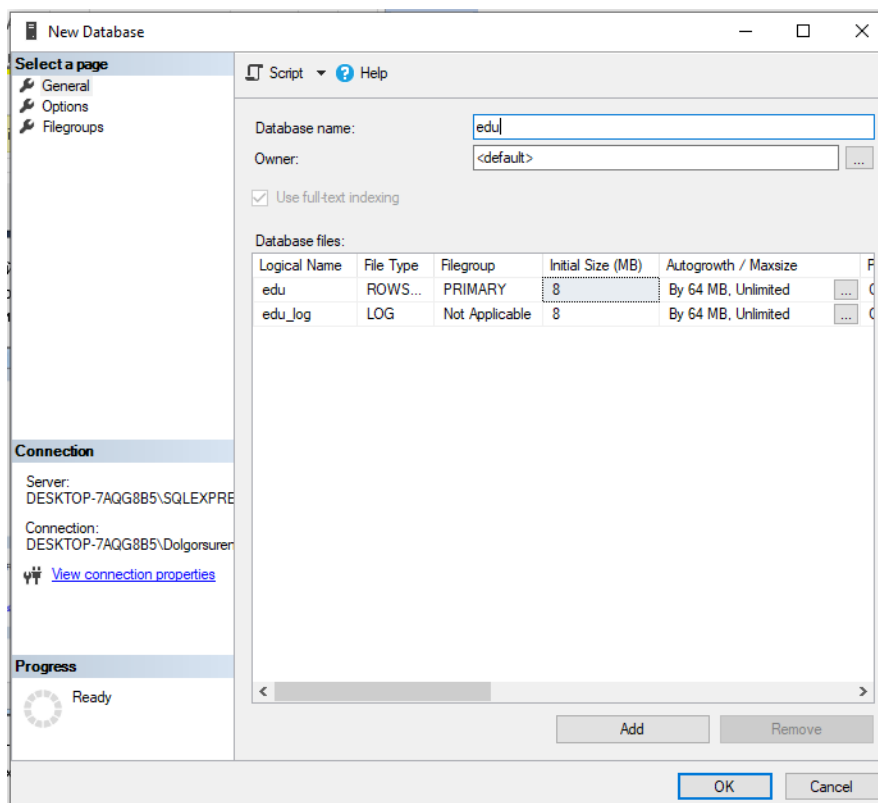 New Database
Select a page
General
Options
Filegroups
Script
Help
Database name:
edu
Owner:
<default>
...
Use full-text indexing
Database files:
Logical Name File Type Filegroup Initial Size (MB) Autogrowth / Maxsize
edu ROWS... PRIMARY 8 By 64 MB, Unlimited ...
edu_log LOG Not Applicable 8 By 64 MB, Unlimited ...
Connection
Server:
DESKTOP-7AQG8B5\SQLEXPRE
Connection:
DESKTOP-7AQG8B5\Dolgorsuren
View connection properties
Progress
Ready
Add
Remove
OK
Cancel